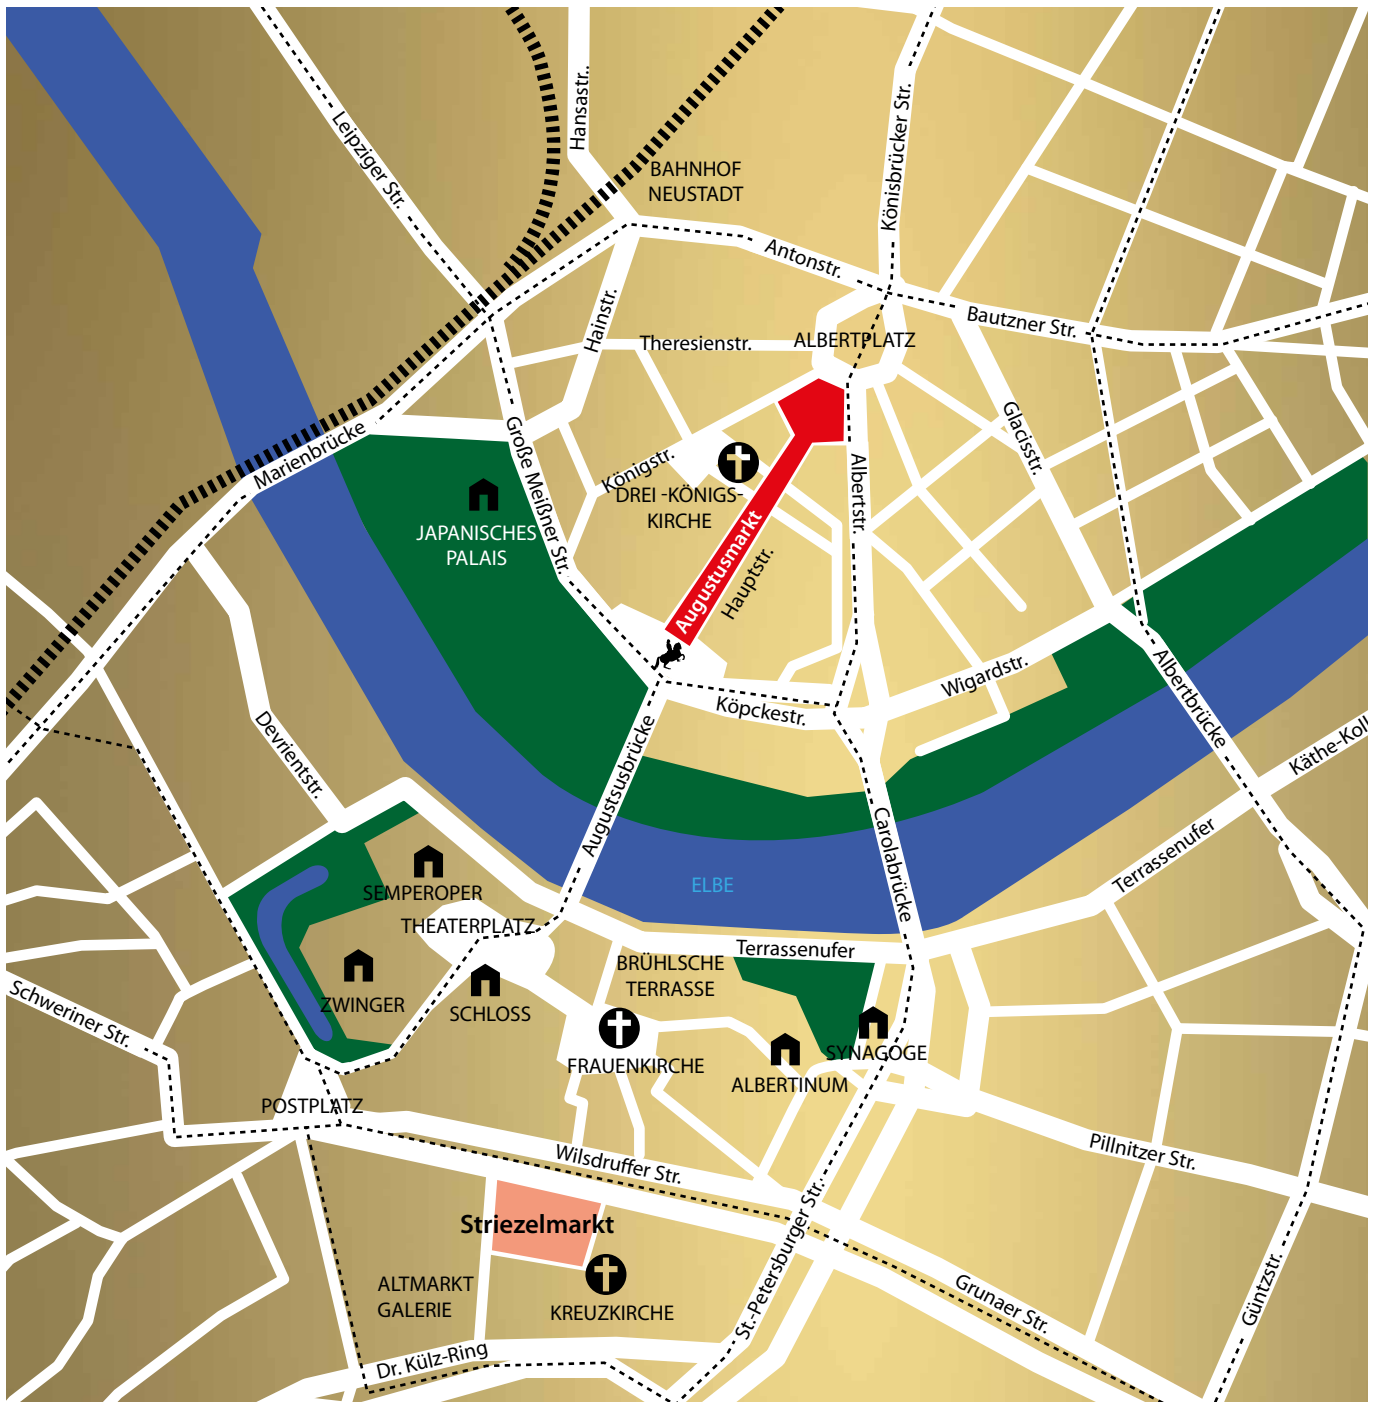 Hansastr..
Leipziger Str.
Könisbrücker Str.
BAHNHOF
NEUSTADT
Antonstr.
Hainstr.
Bautzner Str.
Theresienstr.
ALBERTPLATZ
Marienbrücke
Große Meißner Str.
Glacisstr.
Königstr.
Albertstr.
DREI -KÖNIGS-
KIRCHE
JAPANISCHES
PALAIS
Augustusmarkt
Hauptstr.
Wigardstr.
Albertbrücke
Köpckestr.
Devrientstr.
Augustsusbrücke
Käthe-Koll
Carolabrücke
Terrassenufer
SEMPEROPER
ELBE
THEATERPLATZ
Terrassenufer
BRÜHLSCHE
TERRASSE
ZWINGER
SCHLOSS
Schweriner Str.
FRAUENKIRCHE
SYNAGOGE
ALBERTINUM
POSTPLATZ
Wilsdruffer Str.
Pillnitzer Str.
Striezelmarkt
St.-Petersburger Str.
ALTMARKT
GALERIE
KREUZKIRCHE
Grunaer Str.
Güntzstr.
Dr. Külz-Ring